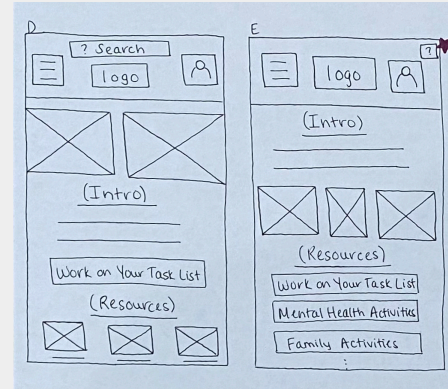 D
? Search
logo
(Intro)
Work on Your Task List
(Resources)
E
?
logo
(Intro)
(Resources)
Work on Your Task List
Mental Health Activities
Family Activities